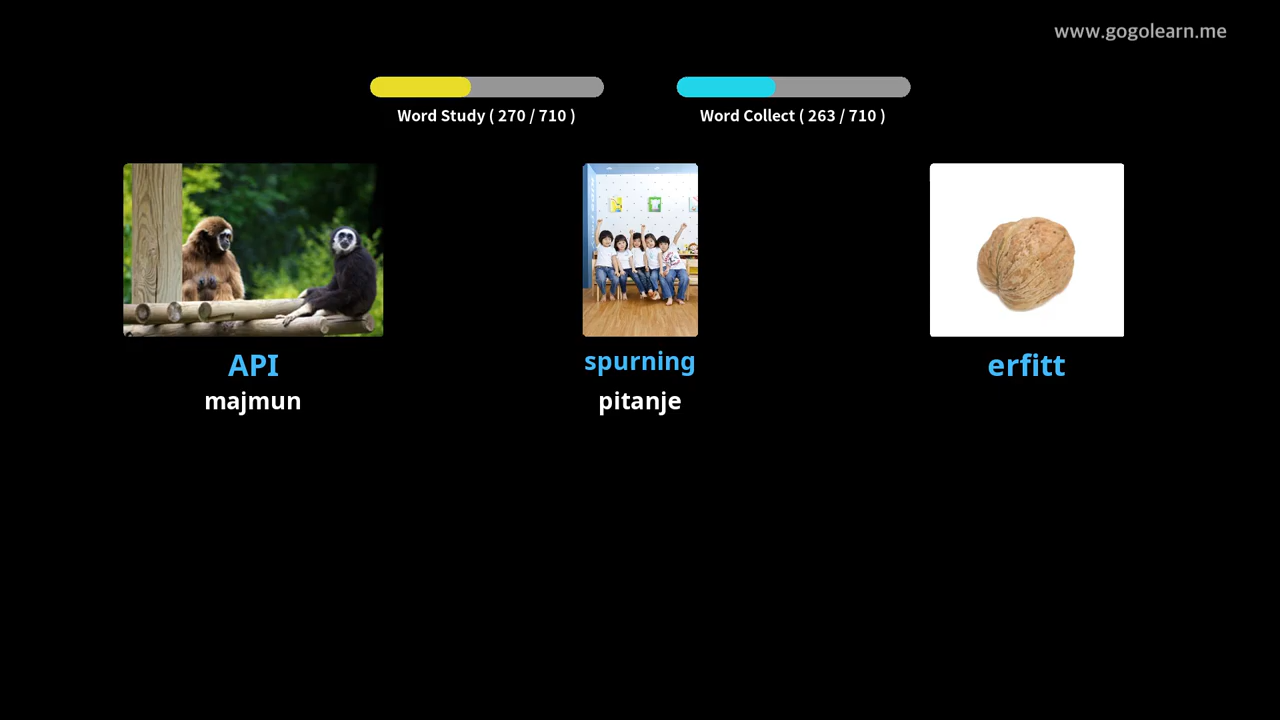 www.gogolearn.me
Word Study ( 270 / 710 )
Word Collect ( 263 / 710 )
API
spurning
erfitt
majmun
pitanje